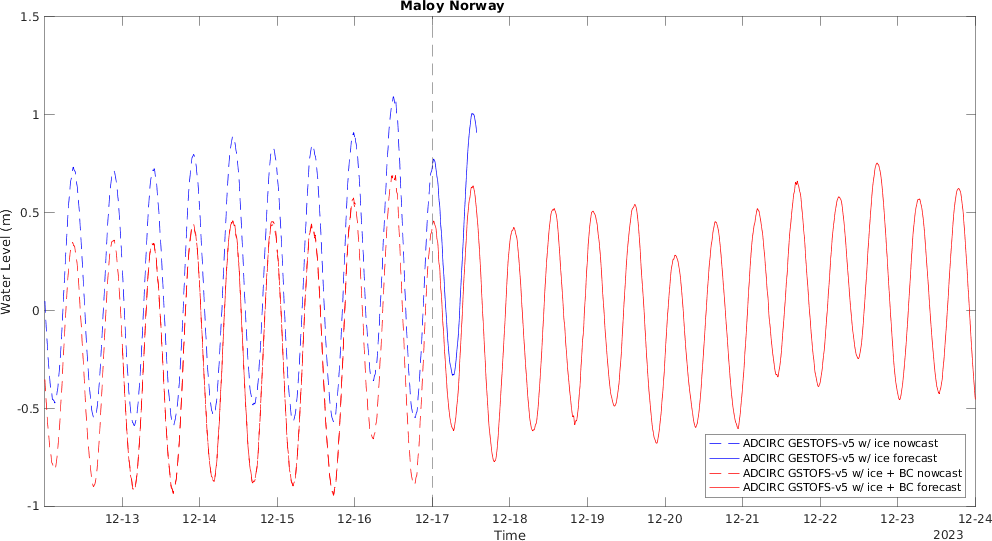 Maloy Norway
1.5
1
0.5
0
-0.5
-1
Water Level (m)
12-13
12-14
12-15
12-16
12-17
12-18
12-19
12-20
12-21
12-22
12-23
12-24
Time
2023
ADCIRC GESTOFS-v5 w/ ice nowcast
ADCIRC GESTOFS-v5 w/ ice forecast
ADCIRC GSTOFS-v5 w/ ice + BC nowcast
ADCIRC GSTOFS-v5 w/ ice + BC forecast